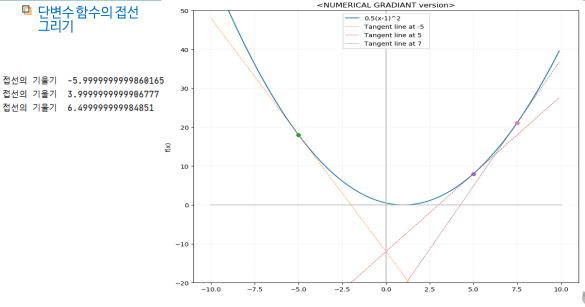 단변수 함수의 접선
그리기
접선의 기울기 -5.9999999999860165
접선의 기울기 3.999999999906777
접선의 기울기 6.499999999984851
<NUMERICAL GRADIANT version>
0.5(x-1)^2
Tangent line at -5
Tangent line at 5
Tangent line at 7
f(x)
50
40
30
20
10
0
−10
−20
−10.0 −7.5 −5.0 −2.5 0.0 2.5 5.0 7.5 10.0